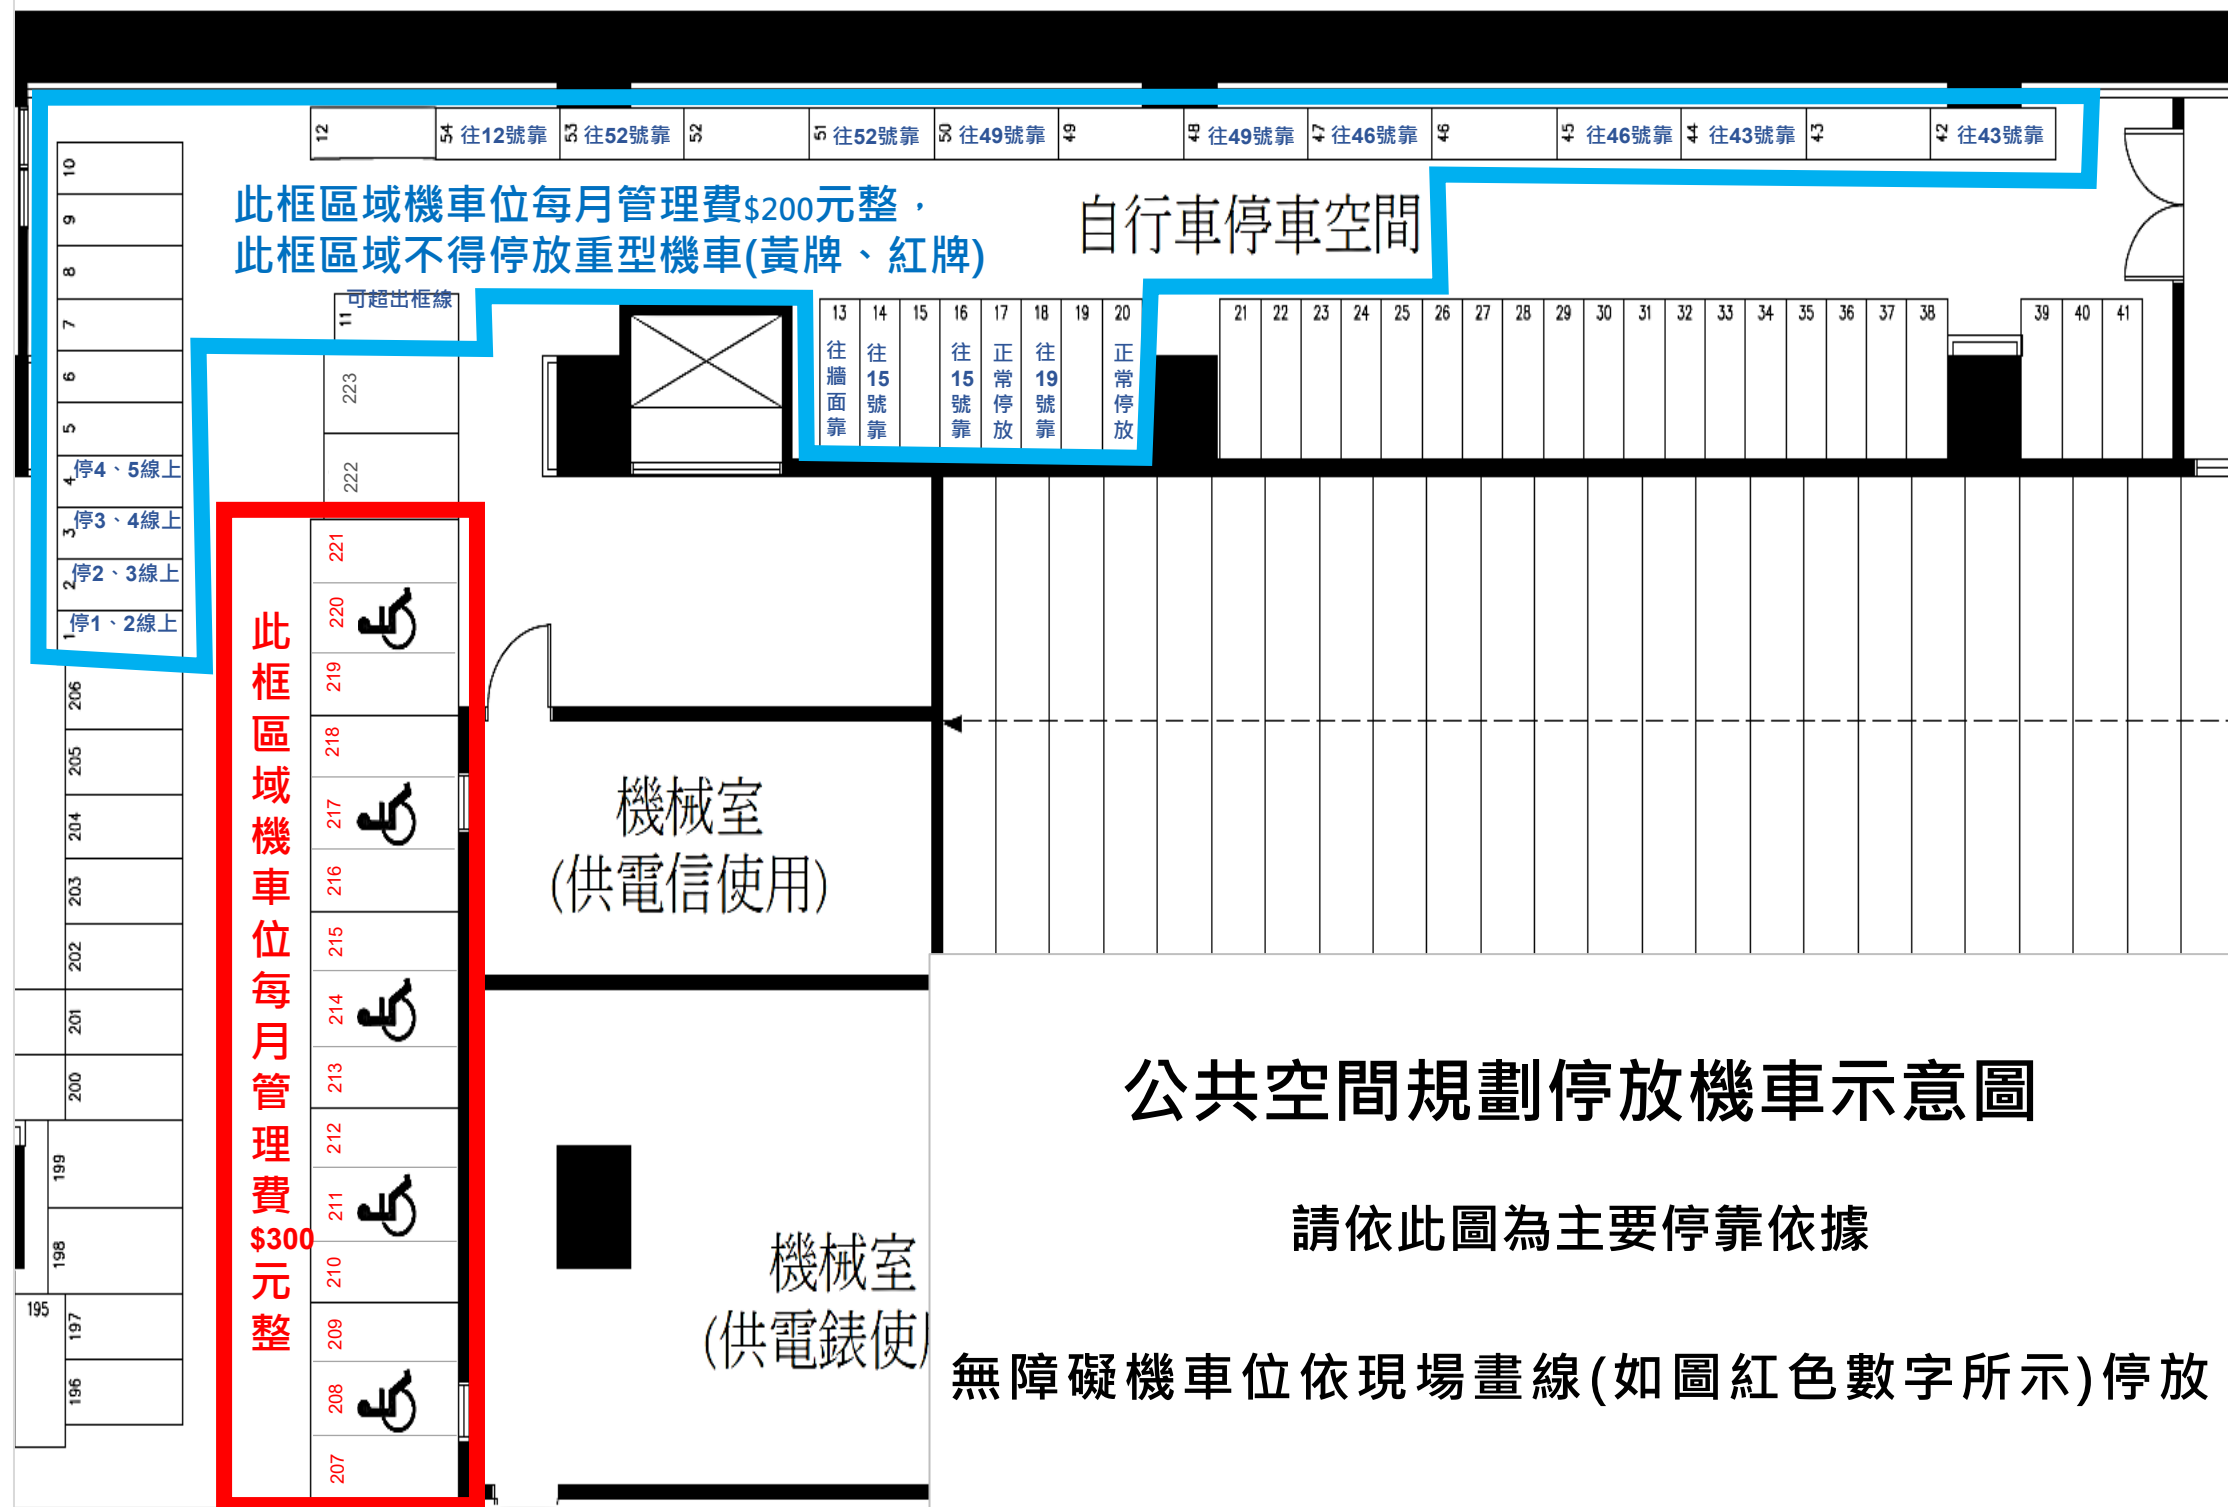 12
54 往12號靠
53 往52號靠
52
51 往52號靠
50 往49號靠
49
48 往49號靠
47 往46號靠
46
45 往46號靠
44 往43號靠
43
42 往43號靠
10
9
8
7
6
5
4 停4、5線上
3 停3、4線上
2 停2、3線上
1 停1、2線上
此框區域機車位每月管理費$200元整，
此框區域不得停放重型機車(黃牌、紅牌)
自行車停車空間
可超出框線
11
223
222
13 往牆面靠
14 往15號靠
15
16 往15號靠
17 正常停放
18 往19號靠
19
20 正常停放
21 22 23 24 25 26 27 28 29 30 31 32 33 34 35 36 37 38
39 40 41
206
205
204
203
202
201
200
199
198
195
197
196
此框區域機車位每月管理費$300元整
221
220
219
218
217
216
215
214
213
212
211
210
209
208
207
機械室
(供電信使用)
機械室
(供電錶使
公共空間規劃停放機車示意圖
請依此圖為主要停靠依據
無障礙機車位依現場畫線(如圖紅色數字所示)停放